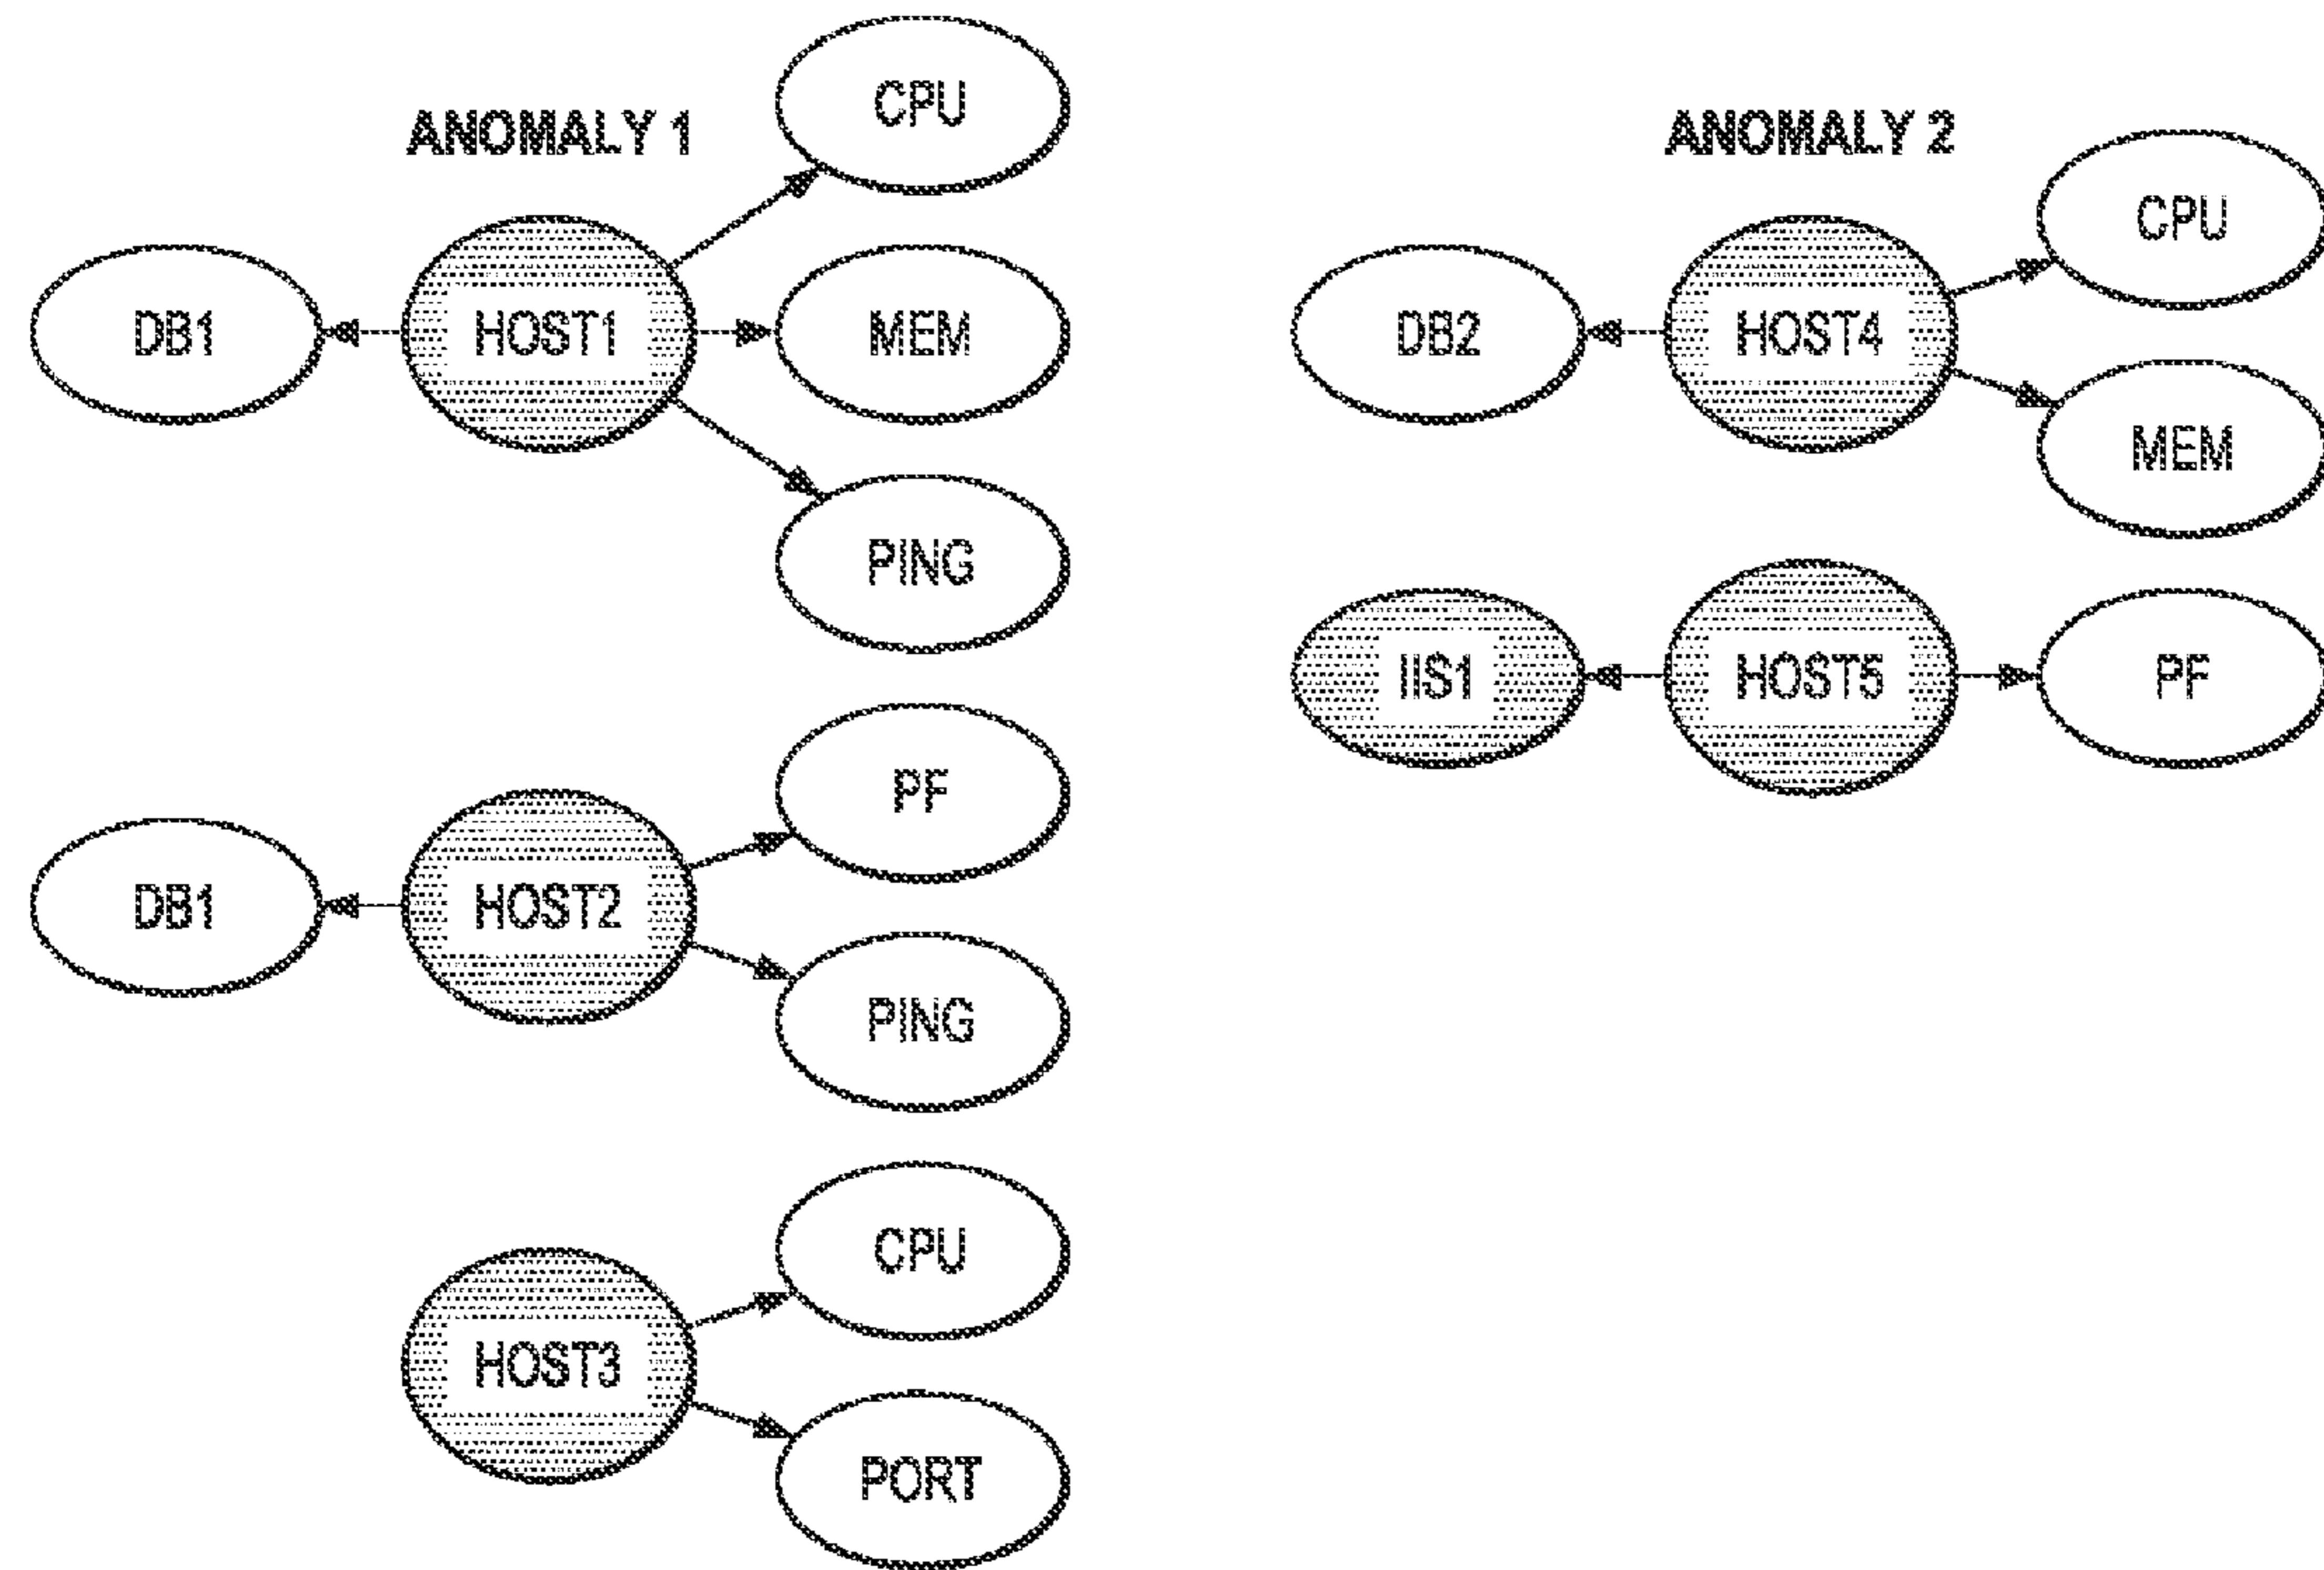 ANOMALY 1
CPU
DB1
HOST1
MEM
PING
PF
DB1
HOST2
PING
CPU
HOST3
PORT
ANOMALY 2
CPU
DB2
HOST4
MEM
IIS1
HOST5
PF